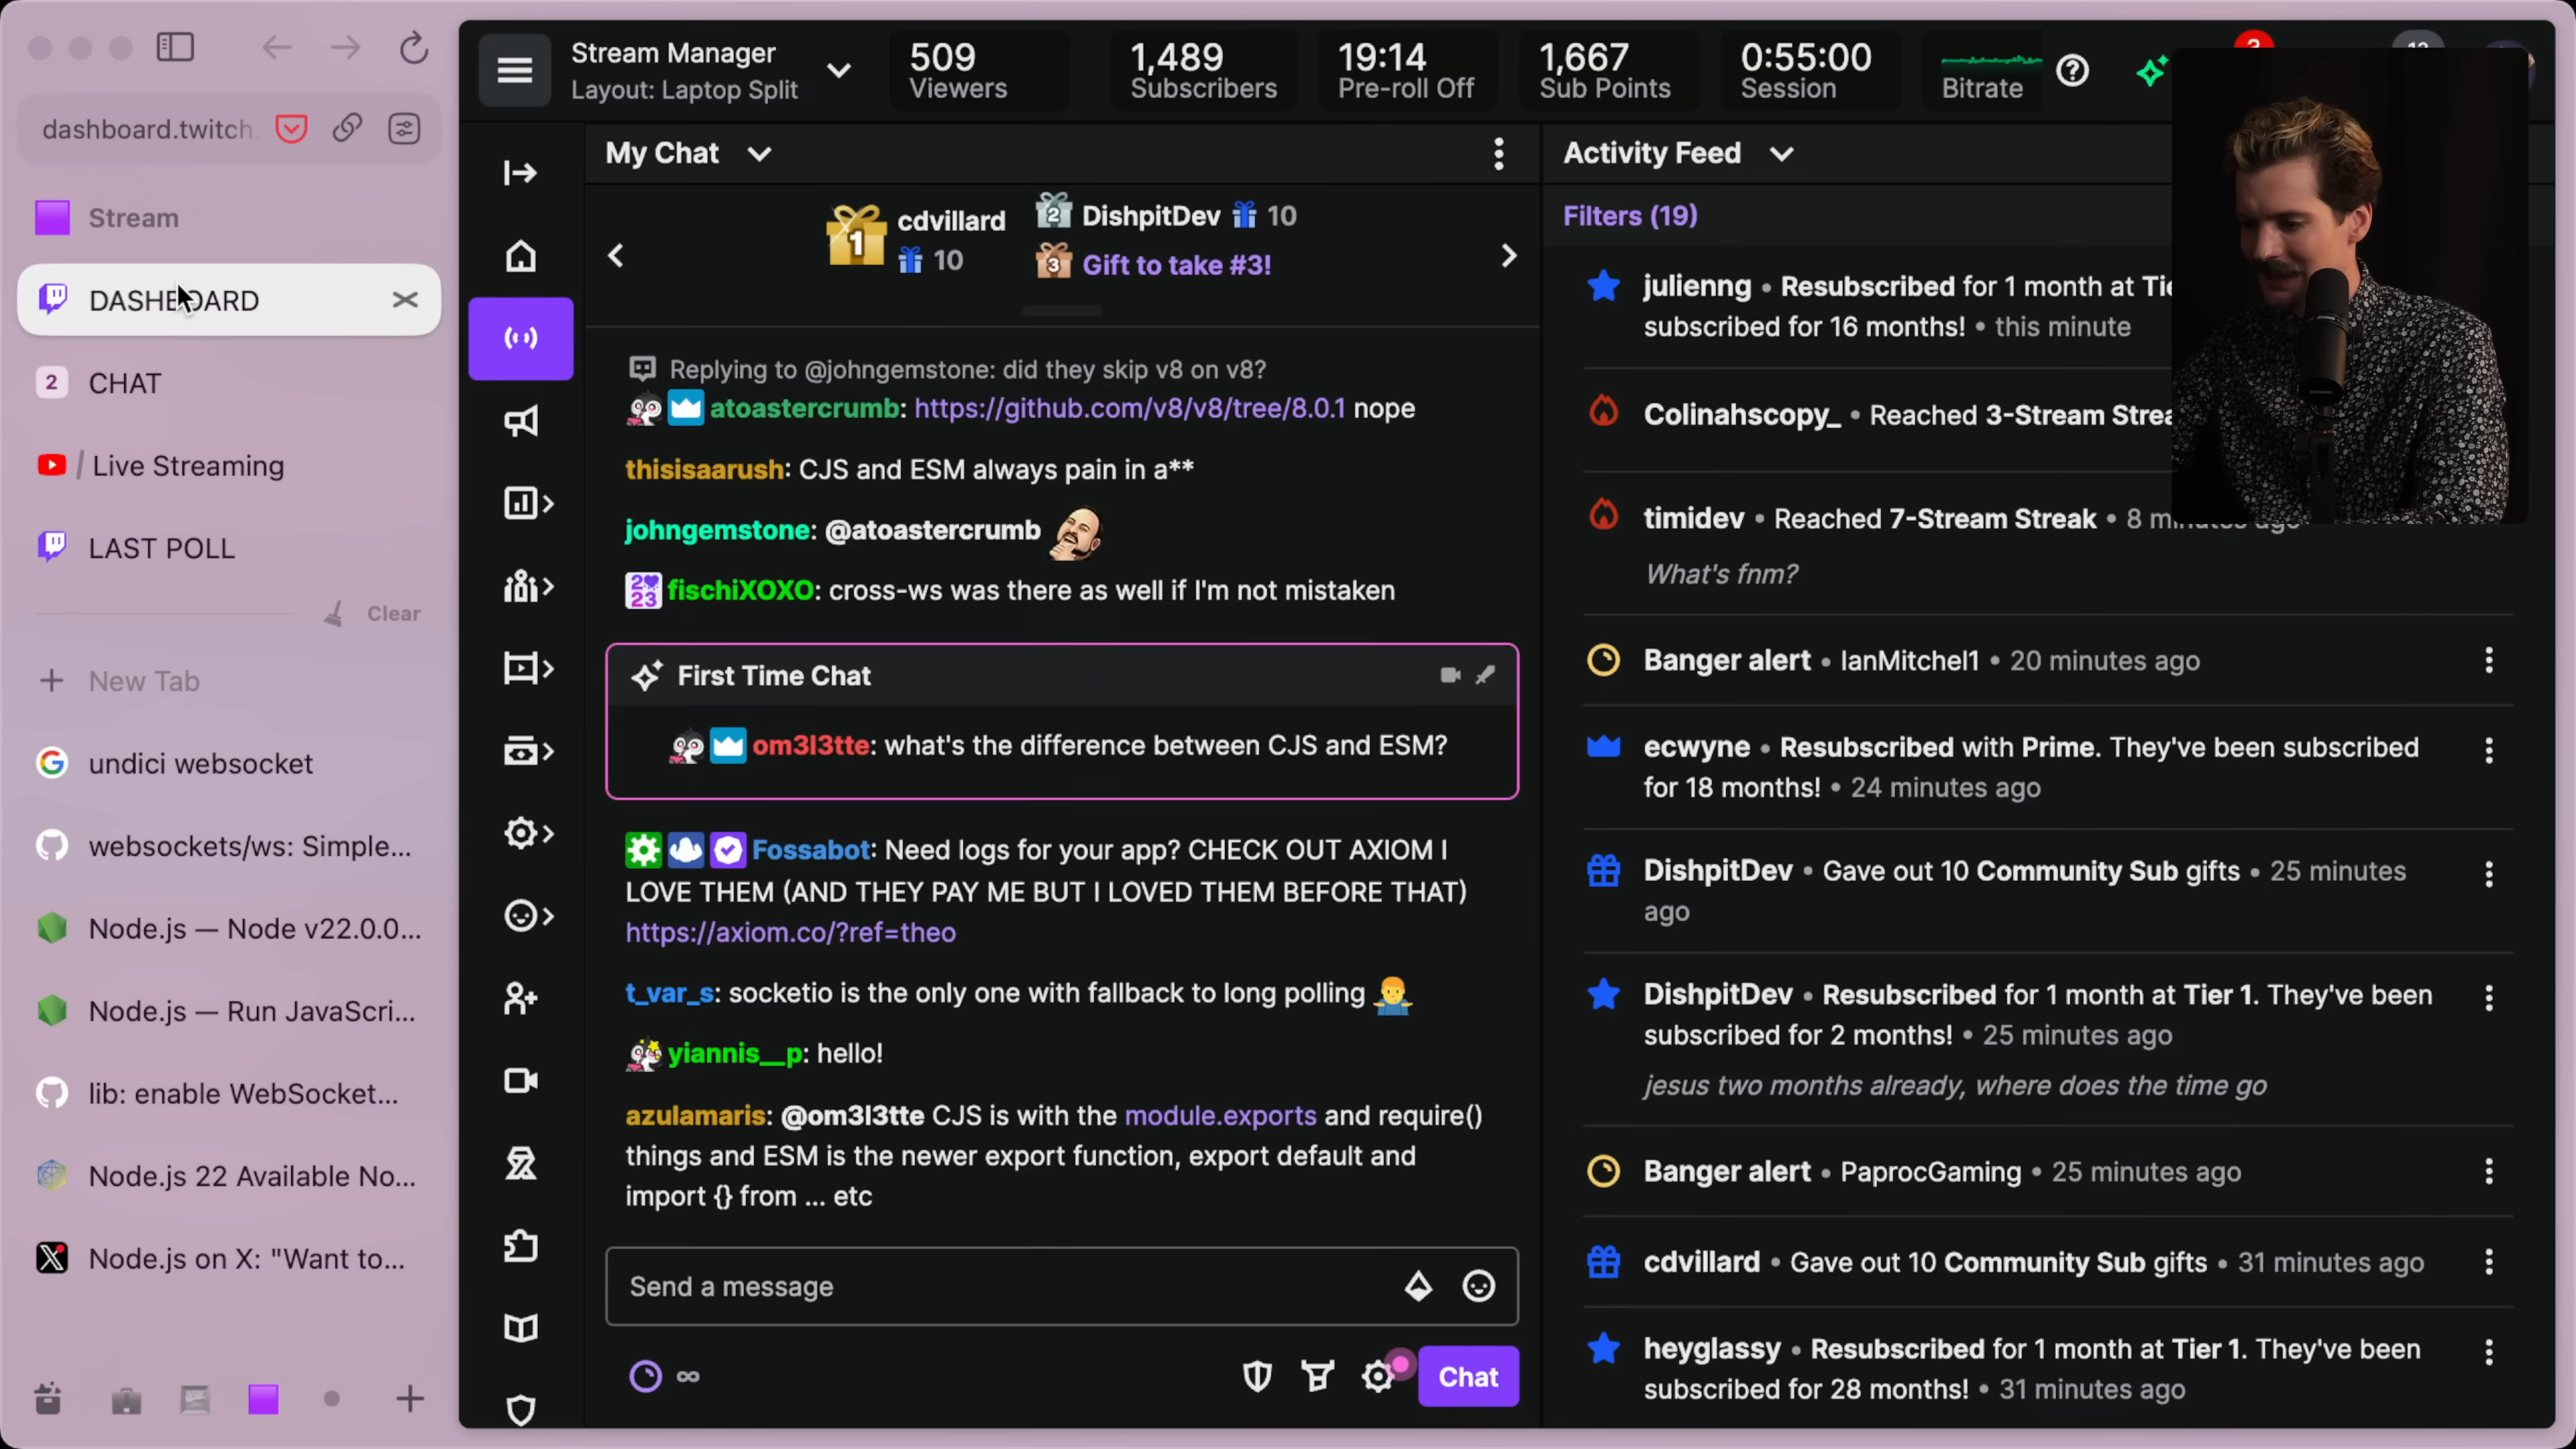 dashboard.twitch.
Stream
DASHBOARD
2 CHAT
/ Live Streaming
LAST POLL
Clear
New Tab
undici websocket
websockets/ws: Simple...
Node.js — Node v22.0.0...
Node.js — Run JavaScri...
lib: enable WebSocket...
Node.js 22 Available No...
Node.js on X: "Want to...
Stream Manager
Layout: Laptop Split
509
Viewers
1,489
Subscribers
19:14
Pre-roll Off
1,667
Sub Points
0:55:00
Session
Bitrate
My Chat
1
cdvillard
10
2 DishpitDev 10
3 Gift to take #3!
Replying to @johngemstone: did they skip v8 on v8?
atoastercrumb: https://github.com/v8/v8/tree/8.0.1 nope
thisisaarush: CJS and ESM always pain in a**
johngemstone: @atoastercrumb
2 23 fischiXOXO: cross-ws was there as well if I'm not mistaken
First Time Chat
om3l3tte: what's the difference between CJS and ESM?
Fossabot: Need logs for your app? CHECK OUT AXIOM I
LOVE THEM (AND THEY PAY ME BUT I LOVED THEM BEFORE THAT)
https://axiom.co/?ref=theo
t_var_s: socketio is the only one with fallback to long polling
yiannis__p: hello!
azulamaris: @om3l3tte CJS is with the module.exports and require()
things and ESM is the newer export function, export default and
import {} from ... etc
Send a message
Chat
Activity Feed
Filters (19)
julienng • Resubscribed for 1 month at Tie
subscribed for 16 months! • this minute
Colinahscopy_ • Reached 3-Stream Strea
timidev • Reached 7-Stream Streak • 8 minutes ago
What's fnm?
Banger alert • IanMitchel1 • 20 minutes ago
ecwyne • Resubscribed with Prime. They've been subscribed
for 18 months! • 24 minutes ago
DishpitDev • Gave out 10 Community Sub gifts • 25 minutes
ago
DishpitDev • Resubscribed for 1 month at Tier 1. They've been
subscribed for 2 months! • 25 minutes ago
jesus two months already, where does the time go
Banger alert • PaprocGaming • 25 minutes ago
cdvillard • Gave out 10 Community Sub gifts • 31 minutes ago
heyglassy • Resubscribed for 1 month at Tier 1. They've been
subscribed for 28 months! • 31 minutes ago